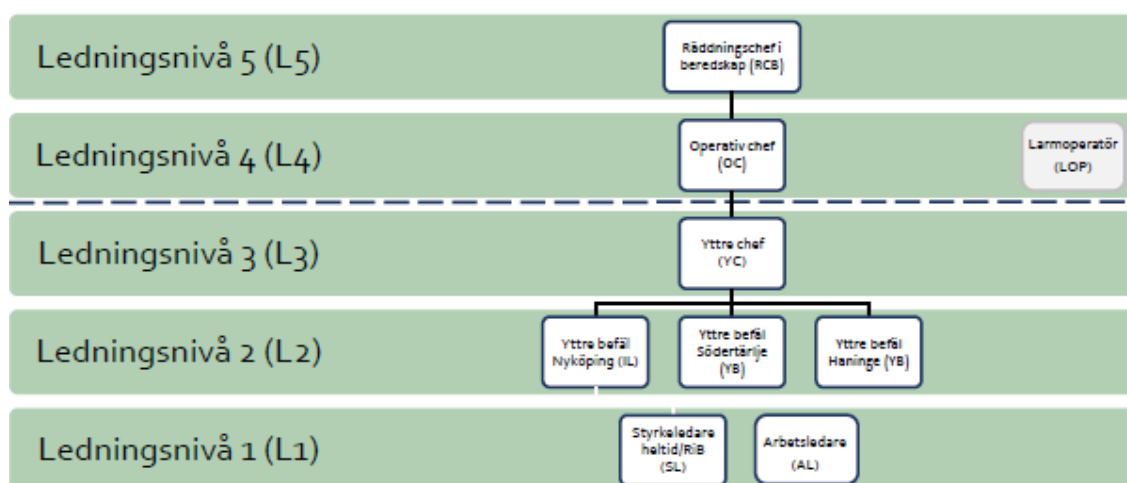 Ledningsnivå 5 (L5)
Räddningschef i
beredskap (RCB)
Ledningsnivå 4 (L4)
Operativ chef
(OC)
Larmoperatör
(LOP)
Ledningsnivå 3 (L3)
Yttre chef
(YC)
Ledningsnivå 2 (L2)
Yttre befäl
Nyköping (IL)
Yttre befäl
Södertärlje
(YB)
Yttre befäl
Haninge (YB)
Ledningsnivå 1 (L1)
Styrkeledare
heltid/RiB
(SL)
Arbetsledare
(AL)